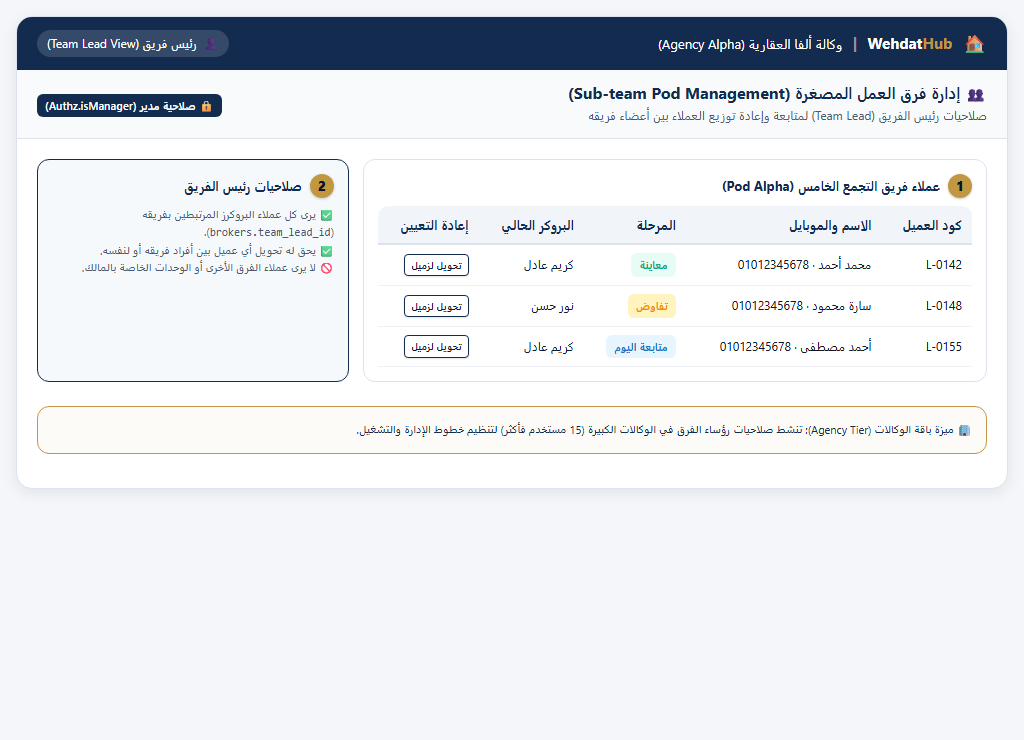 WehdatHub | وكالة ألفا العقارية (Agency Alpha)
رئيس فريق (Team Lead View)
إدارة فرق العمل المصغرة (Sub-team Pod Management)
صلاحيات رئيس الفريق (Team Lead) لمتابعة وإعادة توزيع العملاء بين أعضاء فريقه
صلاحية مدير (Authz.isManager)
1 عملاء فريق التجمع الخامس (Pod Alpha)
كود العميل الاسم والموبايل المرحلة البروكر الحالي إعادة التعيين
L-0142 محمد أحمد · 01012345678 معاينة كريم عادل تحويل لزميل
L-0148 سارة محمود · 01012345678 تفاوض نور حسن تحويل لزميل
L-0155 أحمد مصطفى · 01012345678 متابعة اليوم كريم عادل تحويل لزميل
2 صلاحيات رئيس الفريق
✅ يرى كل عملاء البروكرز المرتبطين بفريقه
(brokers.team_lead_id).
✅ يحق له تحويل أي عميل بين أفراد فريقه أو لنفسه.
🚫 لا يرى عملاء الفرق الأخرى أو الوحدات الخاصة بالمالك.
ميزة باقة الوكالات (Agency Tier): تنشط صلاحيات رؤساء الفرق في الوكالات الكبيرة (15 مستخدم فأكثر) لتنظيم خطوط الإدارة والتشغيل.